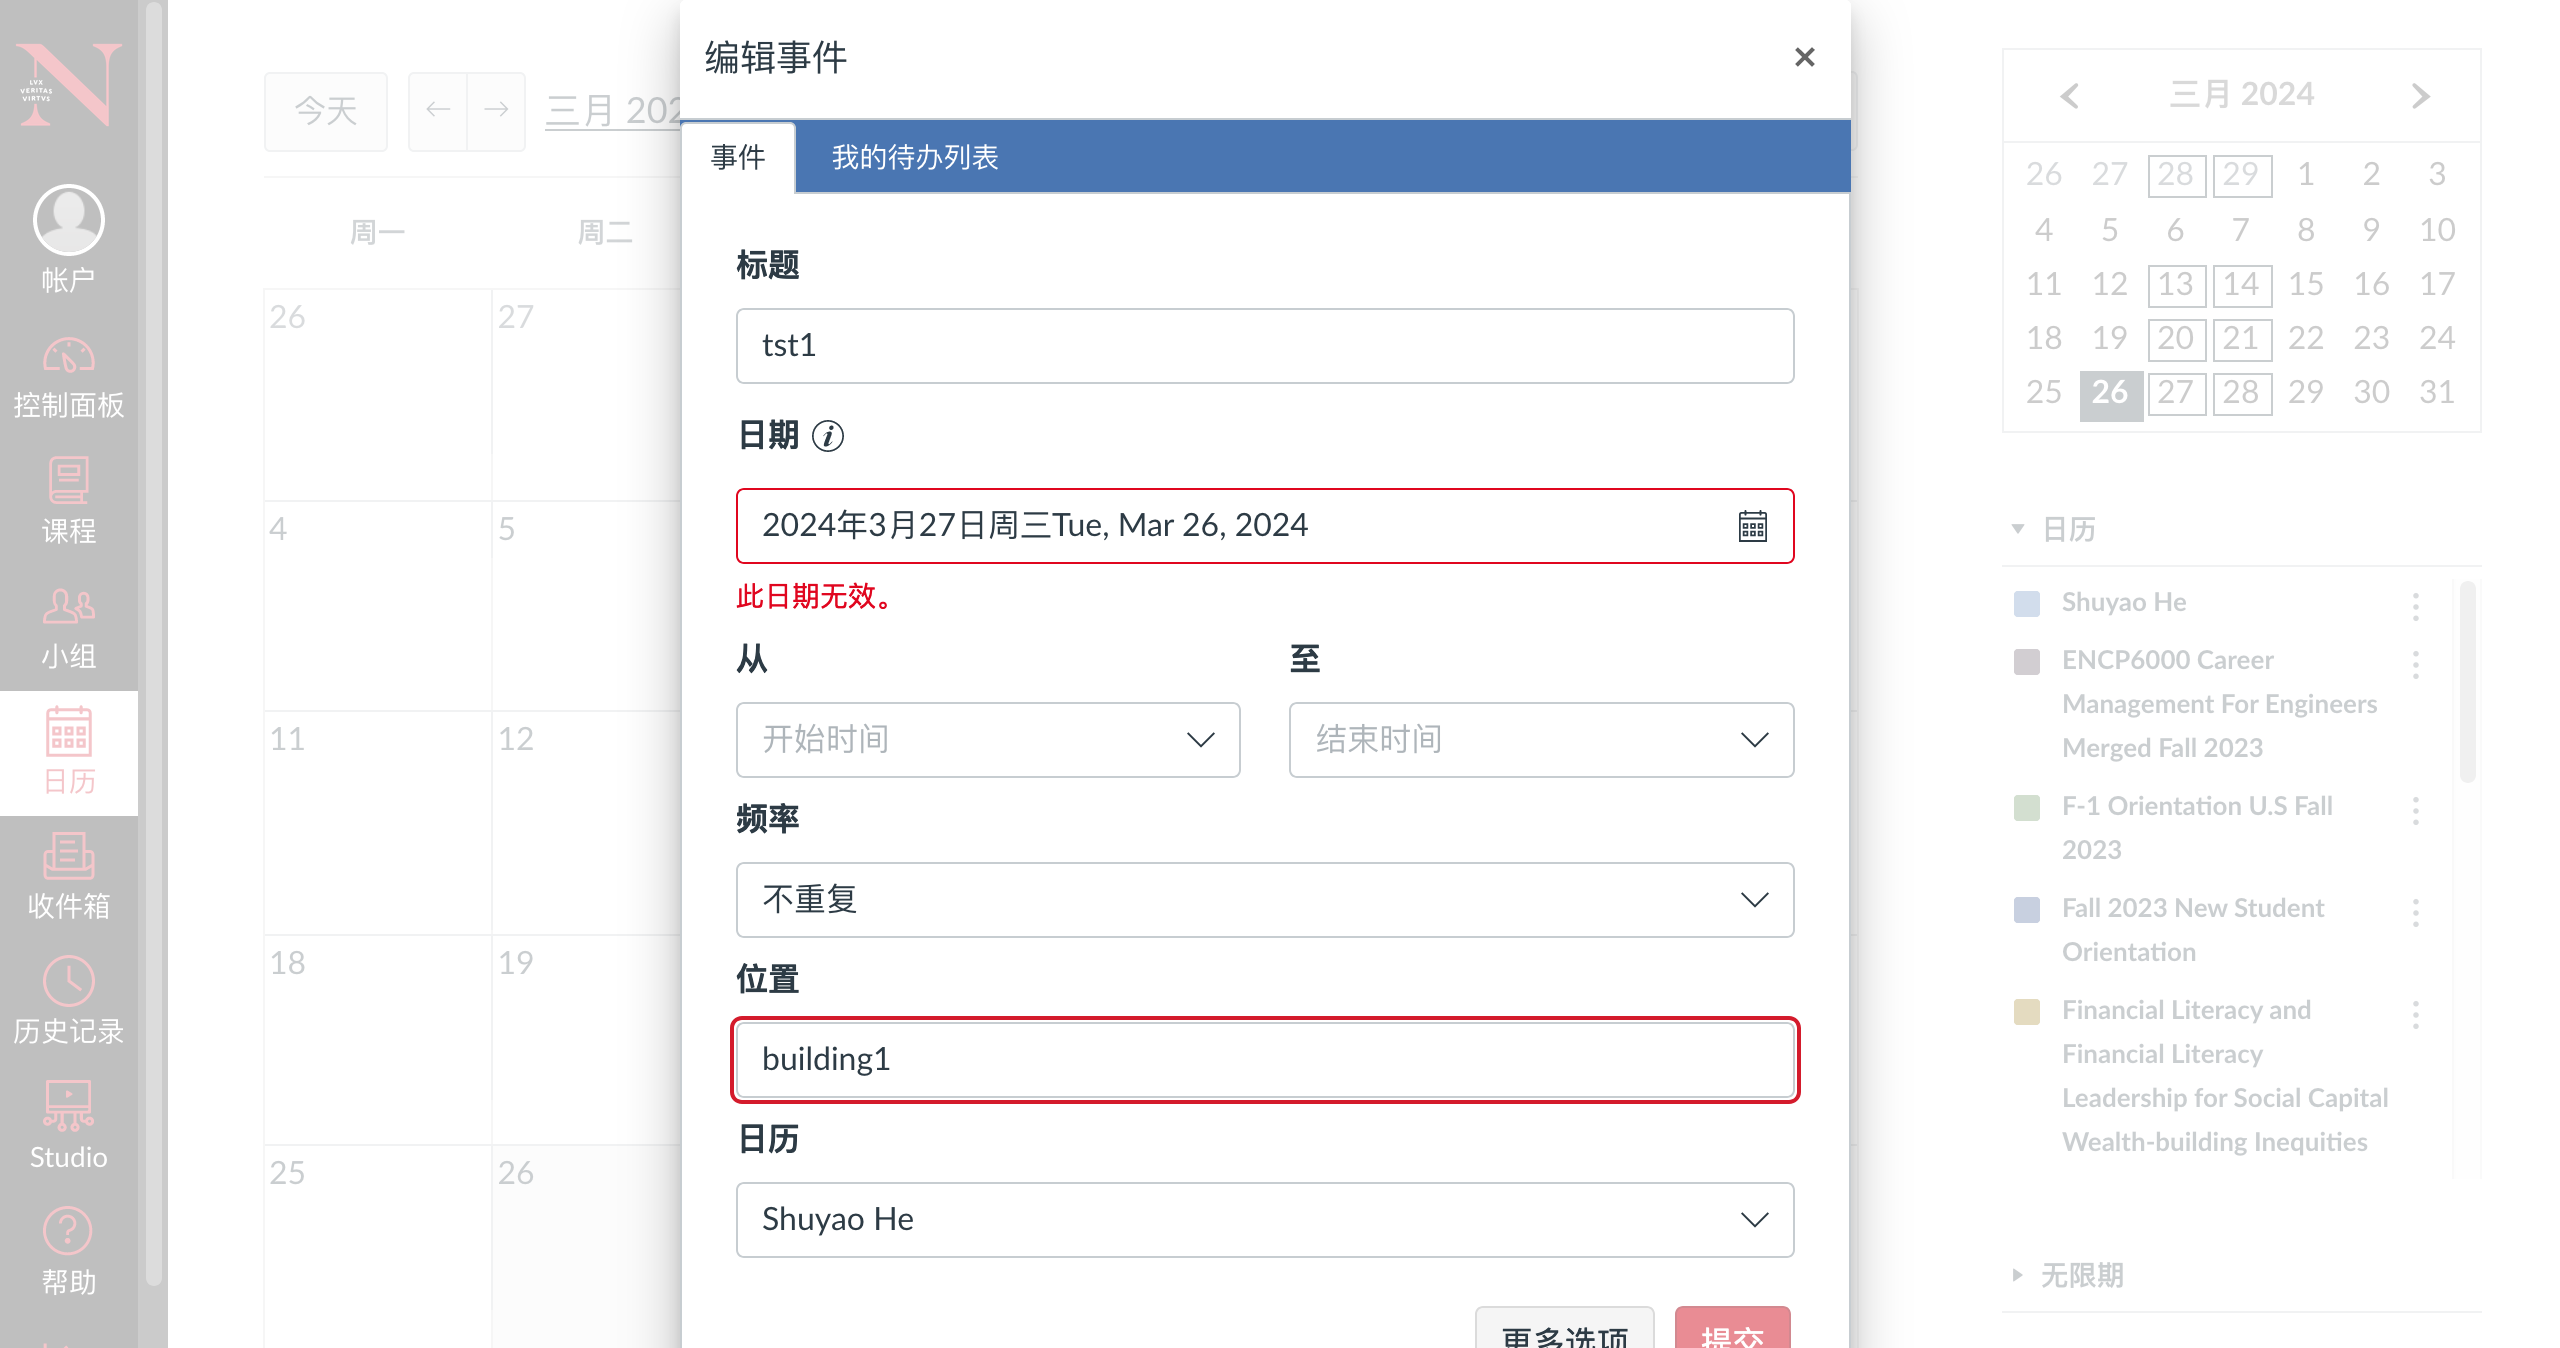 LVX
VERITAS
VIRTVS
帐户
控制面板
课程
小组
日历
收件箱
历史记录
Studio
帮助
今天
三月 202
周一
周二
26
27
4
5
11
12
18
19
25
26
编辑事件
事件
我的待办列表
标题
tst1
日期
2024年3月27日周三Tue, Mar 26, 2024
此日期无效。
从
至
开始时间
结束时间
频率
不重复
位置
building1
日历
Shuyao He
更多选项
提交
三月 2024
26 27 28 29 1 2 3
4 5 6 7 8 9 10
11 12 13 14 15 16 17
18 19 20 21 22 23 24
25 26 27 28 29 30 31
日历
Shuyao He
ENCP6000 Career
Management For Engineers
Merged Fall 2023
F-1 Orientation U.S Fall
2023
Fall 2023 New Student
Orientation
Financial Literacy and
Financial Literacy
Leadership for Social Capital
Wealth-building Inequities
无限期